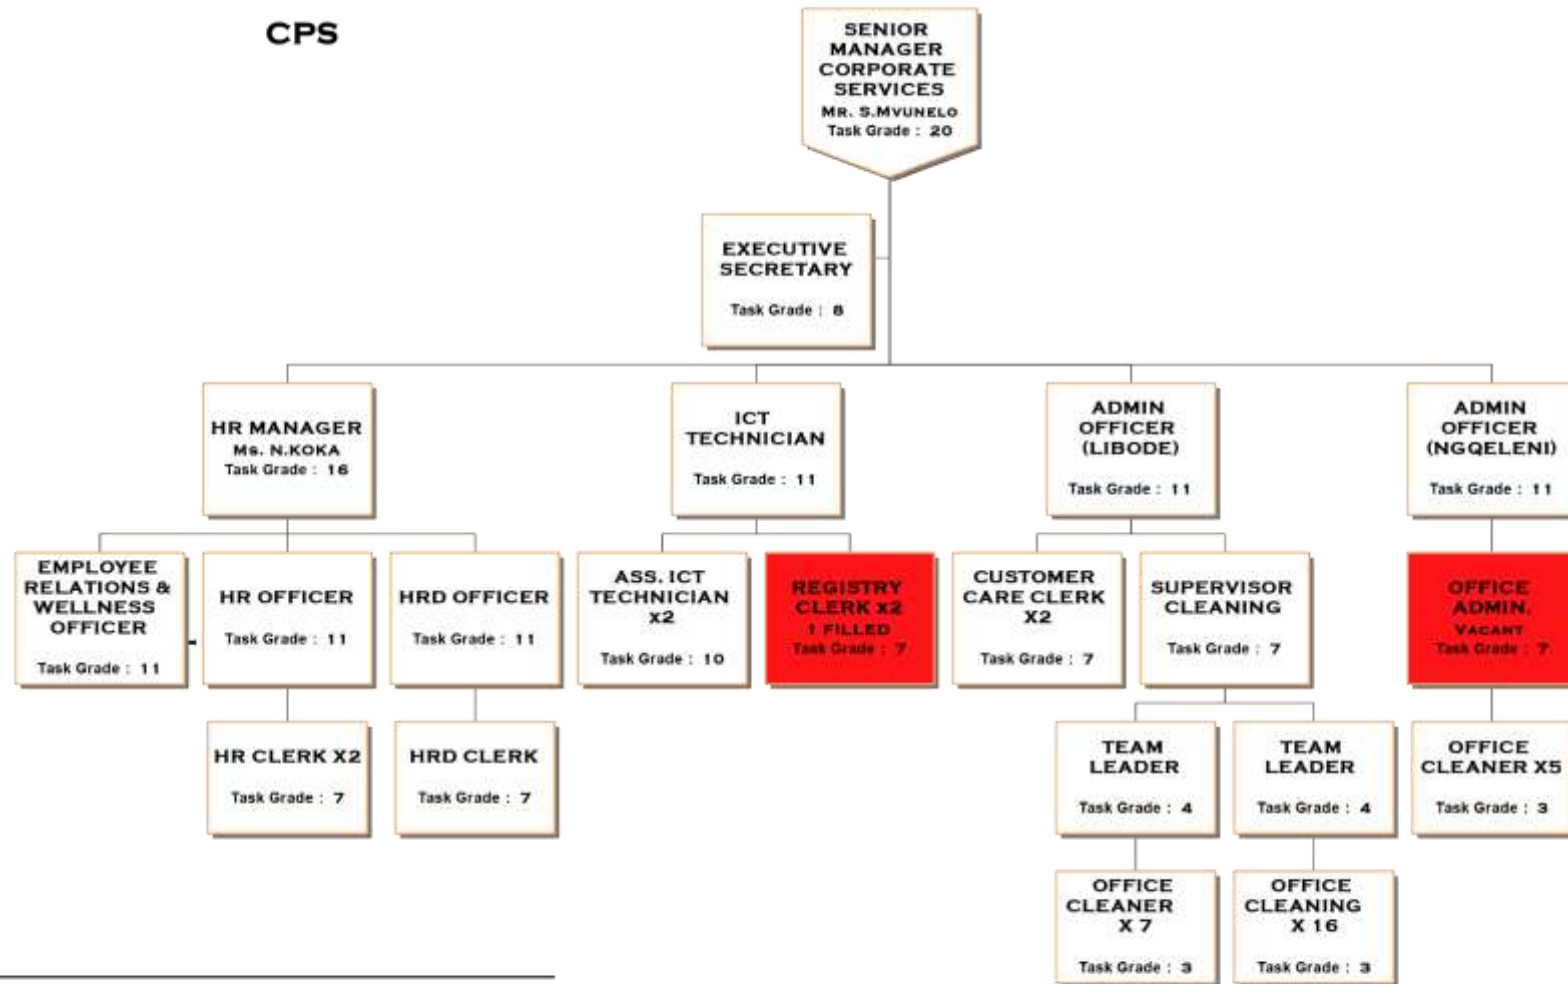 CPS
SENIOR
MANAGER
CORPORATE
SERVICES
MR. S.MVUNELO
Task Grade : 20
EXECUTIVE
SECRETARY
Task Grade : 8
HR MANAGER
MS. N.KOKA
Task Grade : 16
ICT
TECHNICIAN
Task Grade : 11
ADMIN
OFFICER
(LIBODE)
Task Grade : 11
ADMIN
OFFICER
(NGQELENI)
Task Grade : 11
EMPLOYEE
RELATIONS &
WELLNESS
OFFICER
Task Grade : 11
HR OFFICER
Task Grade : 11
HRD OFFICER
Task Grade : 11
ASS. ICT
TECHNICIAN
X2
Task Grade : 10
REGISTRY
CLERK X2
1 FILLED
Task Grade : 7
CUSTOMER
CARE CLERK
X2
Task Grade : 7
SUPERVISOR
CLEANING
Task Grade : 7
OFFICE
ADMIN.
VACANT
Task Grade : 7
HR CLERK X2
Task Grade : 7
HRD CLERK
Task Grade : 7
TEAM
LEADER
Task Grade : 4
TEAM
LEADER
Task Grade : 4
OFFICE
CLEANER X5
Task Grade : 3
OFFICE
CLEANER
X 7
Task Grade : 3
OFFICE
CLEANING
X 16
Task Grade : 3